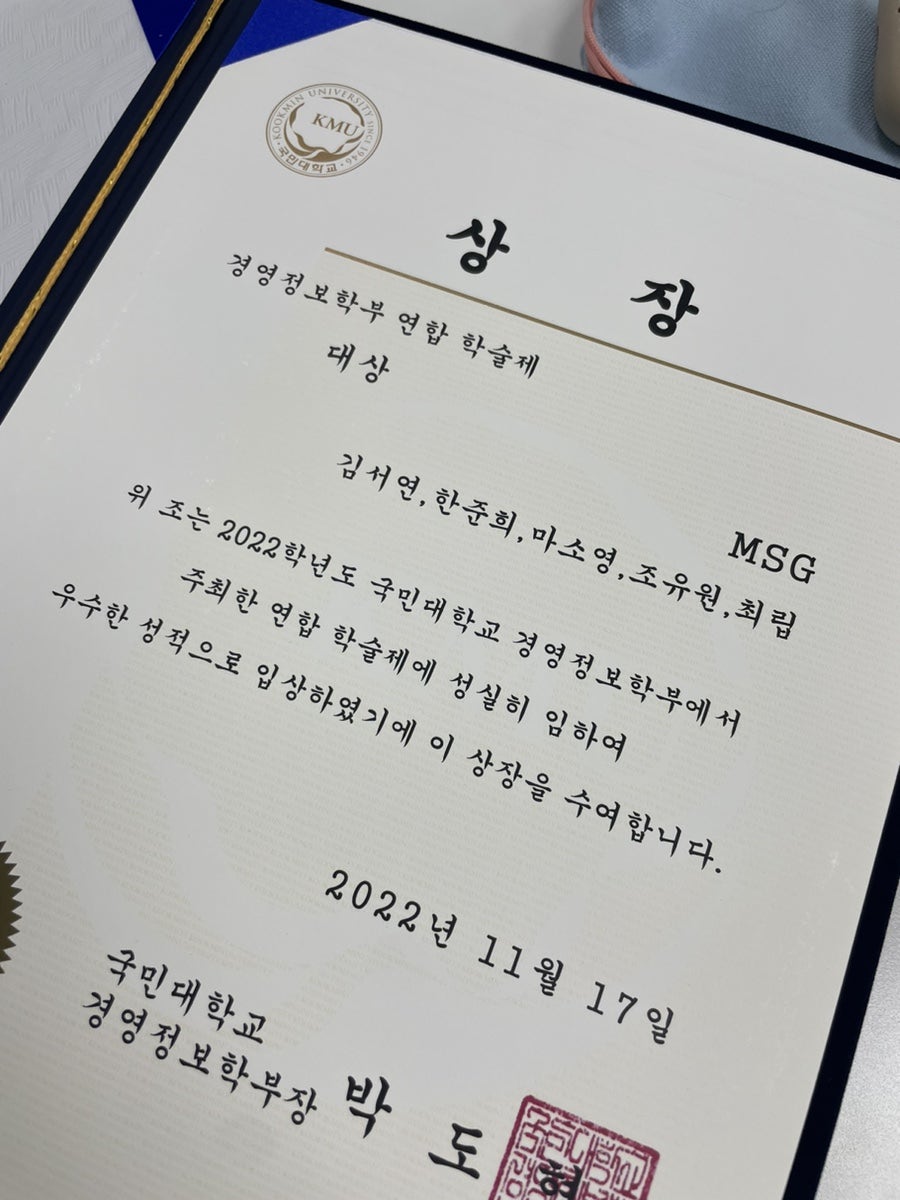 KOOKMIN UNIVERSITY SINCE 1946
KMU
국민대학교
상 장
경영정보학부 연합 학술제
대상
MSG
김서연, 한준희, 마소영, 조유원, 최립
위 조는 2022학년도 국민대학교 경영정보학부에서
주최한 연합 학술제에 성실히 임하여
우수한 성적으로 입상하였기에 이 상장을 수여합니다.
2022년 11월 17일
국민대학교
경영정보학부장 박 도 형